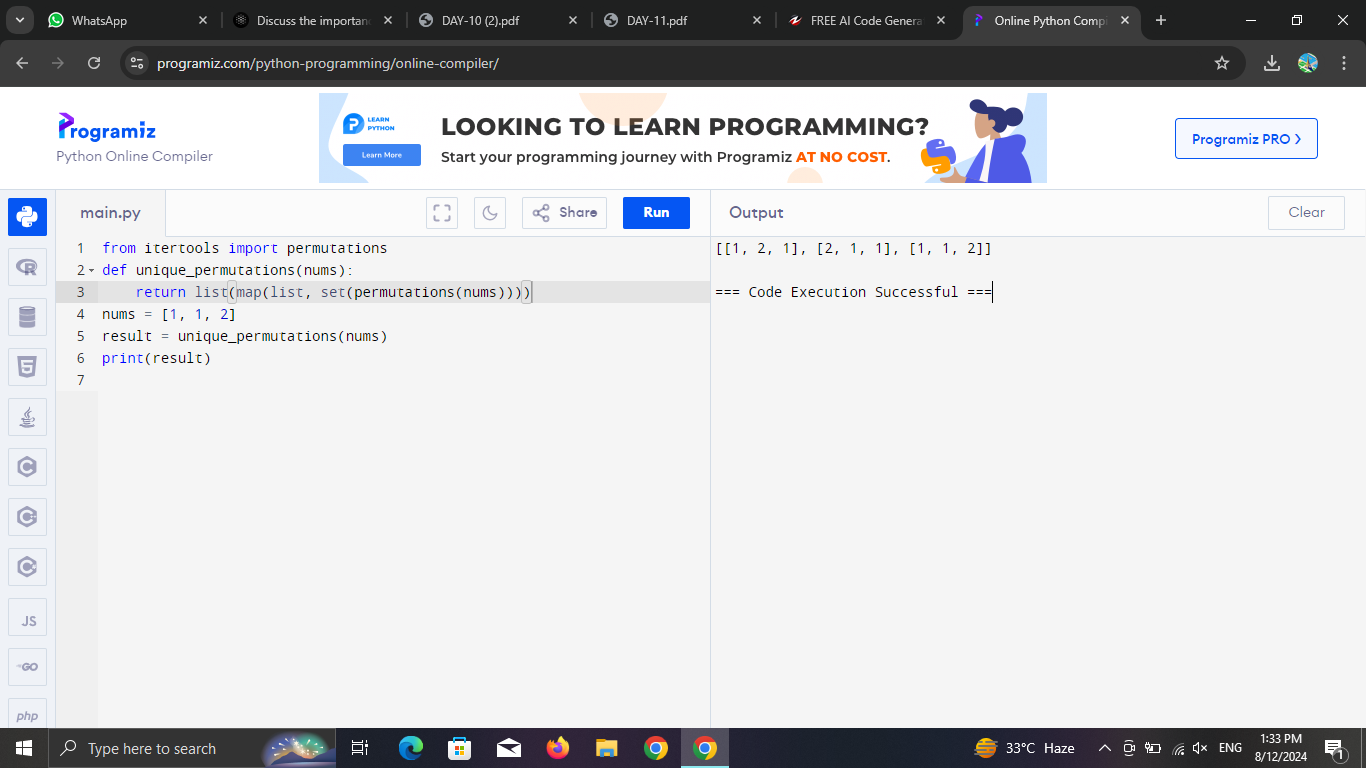 WhatsApp
Discuss the importan
DAY-10 (2).pdf
DAY-11.pdf
FREE AI Code Genera
Online Python Compi
programiz.com/python-programming/online-compiler/
Programiz
Python Online Compiler
LEARN
PYTHON
Learn More
LOOKING TO LEARN PROGRAMMING?
Start your programming journey with Programiz AT NO COST.
Programiz PRO >
main.py
Share
Run
Output
Clear
1 from itertools import permutations
2 def unique_permutations(nums):
3 return list(map(list, set(permutations(nums))))
4 nums = [1, 1, 2]
5 result = unique_permutations(nums)
6 print(result)
7
[[1, 2, 1], [2, 1, 1], [1, 1, 2]]
=== Code Execution Successful ===
JS
GO
php
Type here to search
33°C Haze
ENG
1:33 PM
8/12/2024
1